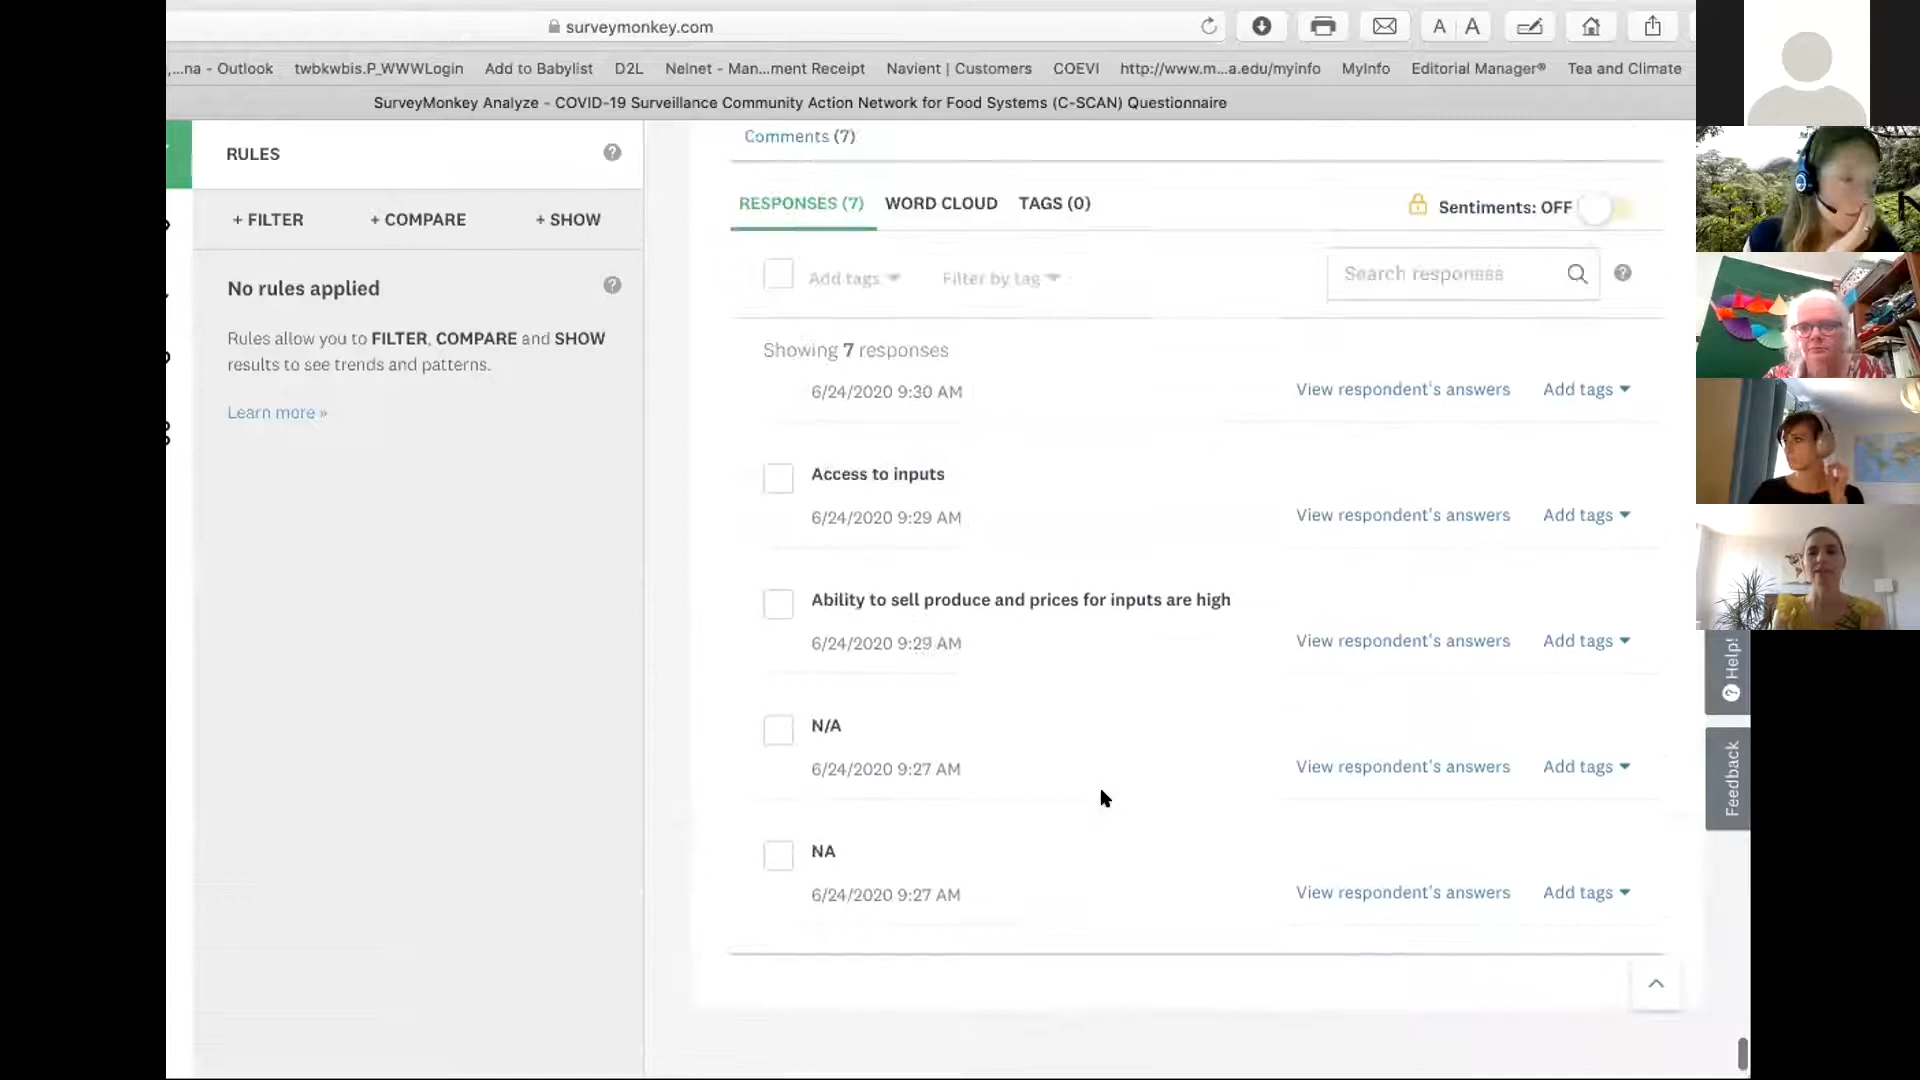 surveymonkey.com
A A
,...na - Outlook twbkwbis.P_WWWLogin Add to Babylist D2L Nelnet - Man...ment Receipt Navient | Customers COEVI http://www.m...a.edu/myinfo MyInfo Editorial Manager® Tea and Climate
SurveyMonkey Analyze - COVID-19 Surveillance Community Action Network for Food Systems (C-SCAN) Questionnaire
RULES
+ FILTER + COMPARE + SHOW
No rules applied
Rules allow you to FILTER, COMPARE and SHOW
results to see trends and patterns.
Learn more »
Comments (7)
RESPONSES (7) WORD CLOUD TAGS (0) Sentiments: OFF
Add tags Filter by tag Search responses
Showing 7 responses
6/24/2020 9:30 AM View respondent's answers Add tags
Access to inputs
6/24/2020 9:29 AM View respondent's answers Add tags
Ability to sell produce and prices for inputs are high
6/24/2020 9:29 AM View respondent's answers Add tags
N/A
6/24/2020 9:27 AM View respondent's answers Add tags
NA
6/24/2020 9:27 AM View respondent's answers Add tags
Help!
Feedback